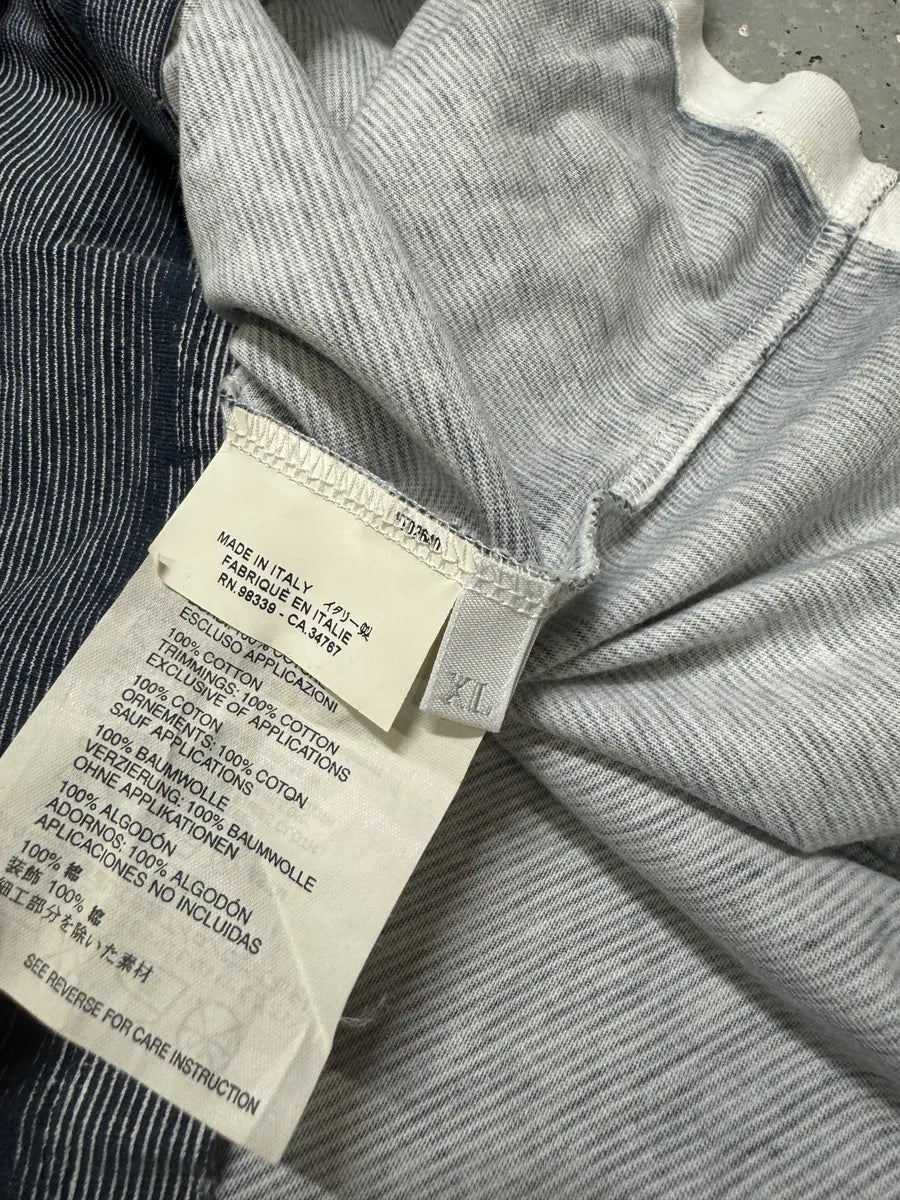 MADE IN ITALY
FABRIQUÈ EN ITALIE イタリー製
RN.98339 - CA.34767
XL
ESCLUSO APPLICAZIONI
100% COTTON
TRIMMINGS: 100% COTTON
EXCLUSIVE OF APPLICATIONS
100% COTON
ORNEMENTS: 100% COTON
SAUF APPLICATIONS
100% BAUMWOLLE
VERZIERUNG: 100% BAUMWOLLE
OHNE APPLIKATIONEN
100% ALGODÓN
ADORNOS: 100% ALGODÓN
APLICACIONES NO INCLUIDAS
100% 綿
装飾 100% 綿
細工部分を除いた素材
SEE REVERSE FOR CARE INSTRUCTION